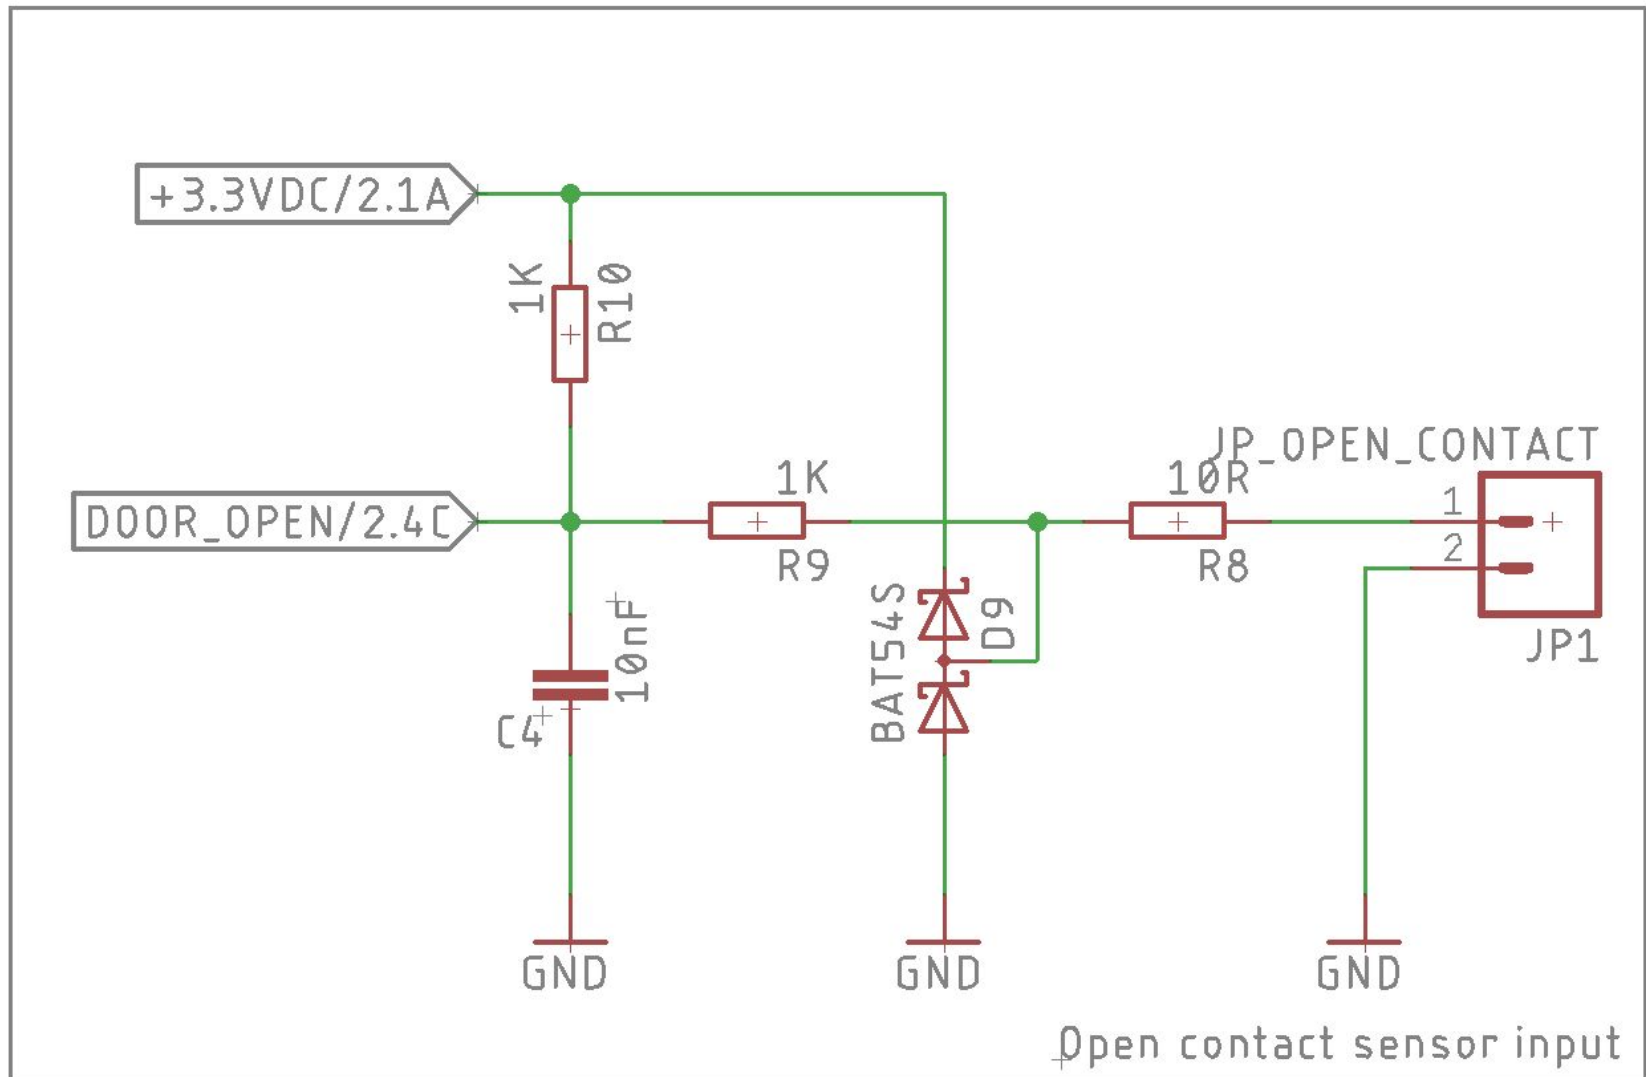 +3.3VDC/2.1A
1K
R10
JP_OPEN_CONTACT
1K
10R
1
DOOR_OPEN/2.4C
2
R9
R8
BAT54S
D9
10nF
JP1
C4
GND
GND
GND
Open contact sensor input